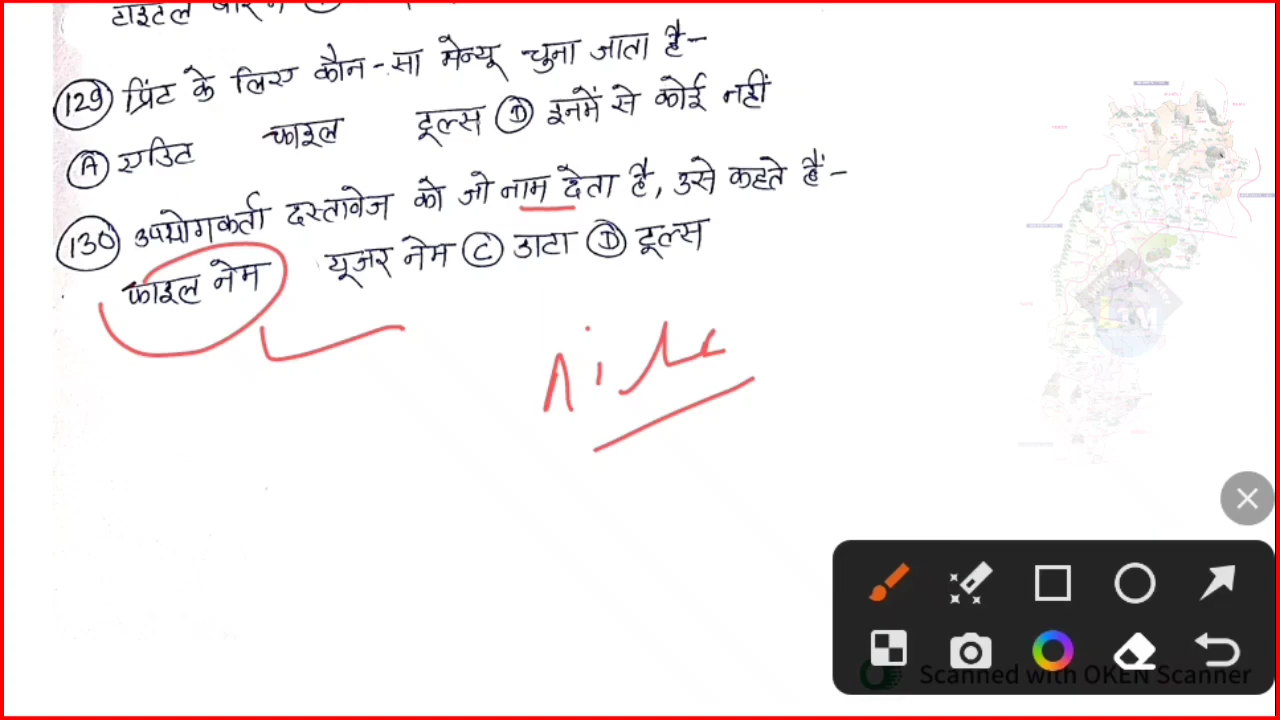 टाइटल
129 प्रिंट के लिए कौन-सा मेन्यू चुना जाता है-
A एडिट फाइल टूल्स D इनमें से कोई नहीं
130 उपयोगकर्ता दस्तावेज को जो नाम देता है, उसे कहते हैं-
फाइल नेम यूजर नेम C डाटा D टूल्स
Scanned with OKEN Scanner